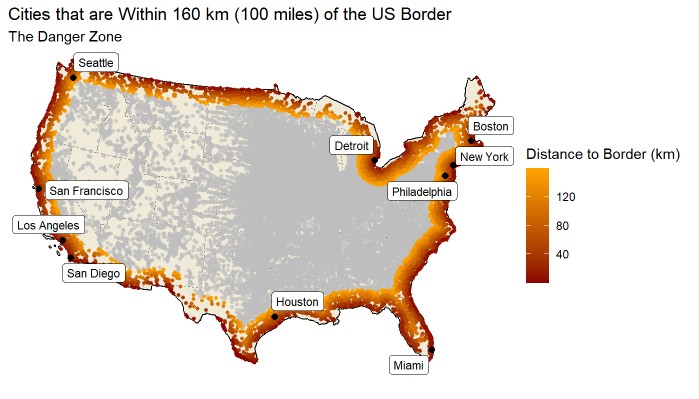 Cities that are Within 160 km (100 miles) of the US Border
The Danger Zone
Seattle
Boston
Detroit
New York
Distance to Border (km)
San Francisco
Philadelphia
120
Los Angeles
80
San Diego
40
Houston
Miami